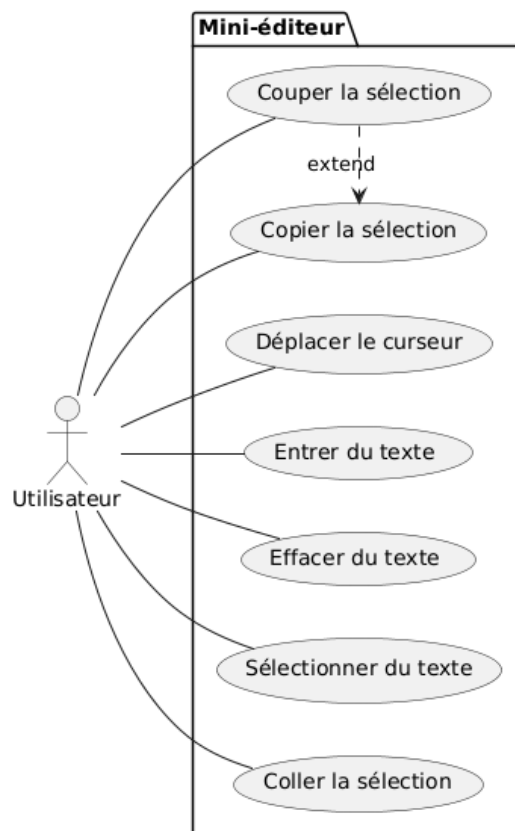 Mini-éditeur
Couper la sélection
extend
Copier la sélection
Déplacer le curseur
Entrer du texte
Utilisateur
Effacer du texte
Sélectionner du texte
Coller la sélection